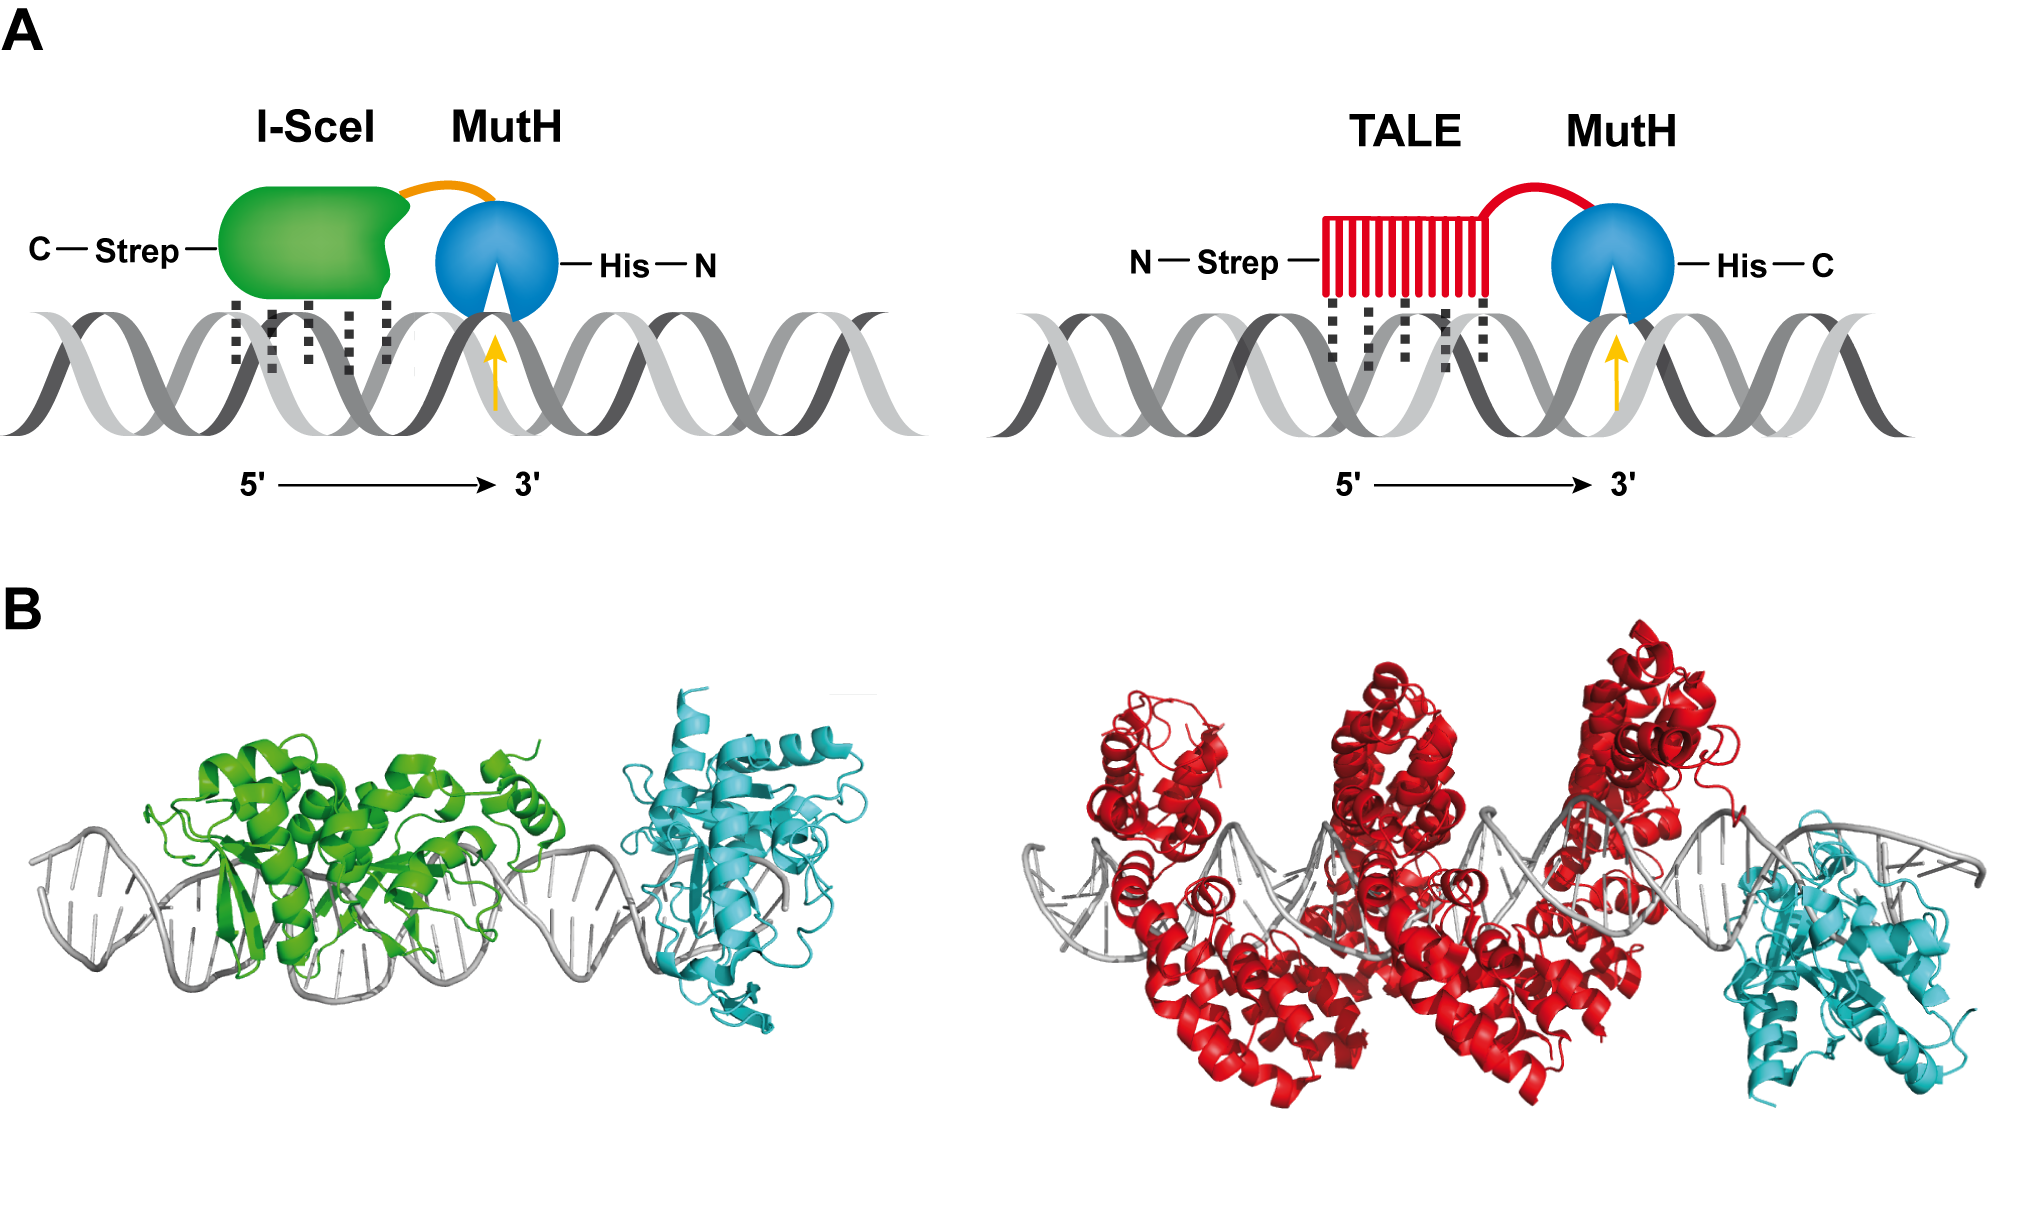 A
I-SceI MutH
C Strep His N
5' 3'
TALE MutH
N Strep His C
5' 3'
B